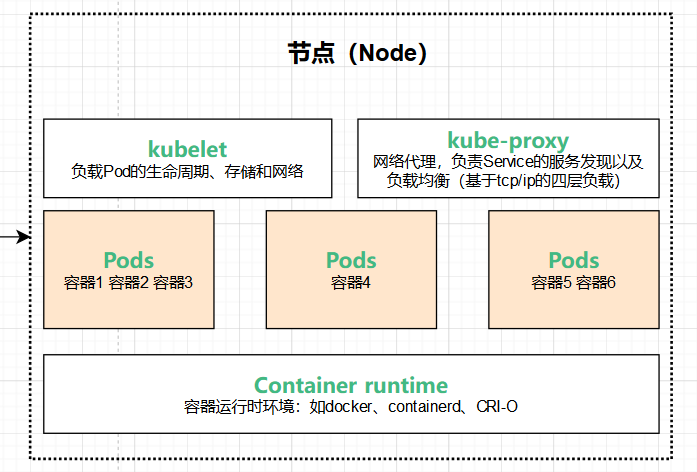 节点（Node）
kubelet
负载Pod的生命周期、存储和网络
kube-proxy
网络代理，负责Service的服务发现以及
负载均衡（基于tcp/ip的四层负载）
Pods
容器1 容器2 容器3
Pods
容器4
Pods
容器5 容器6
Container runtime
容器运行时环境：如docker、containerd、CRI-O